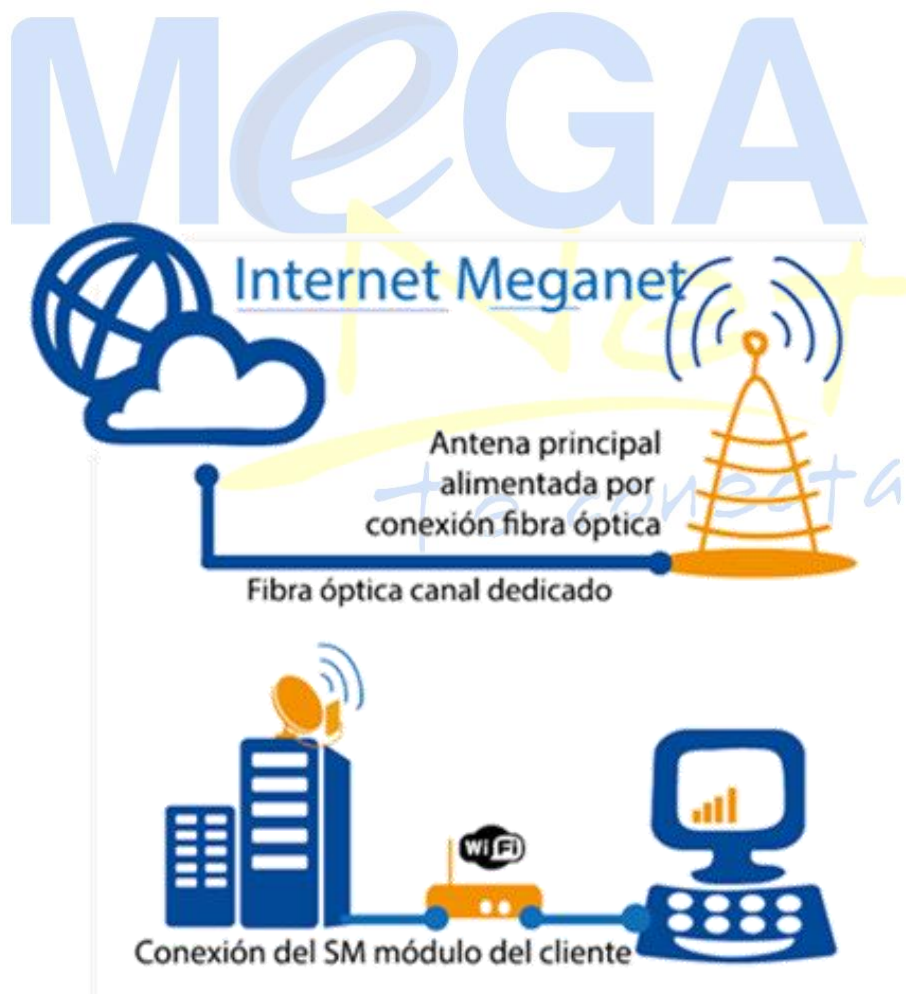 MeGA
Net
te conecta
Internet Meganet
Antena principal
alimentada por
conexión fibra óptica
Fibra óptica canal dedicado
WiFi
Conexión del SM módulo del cliente